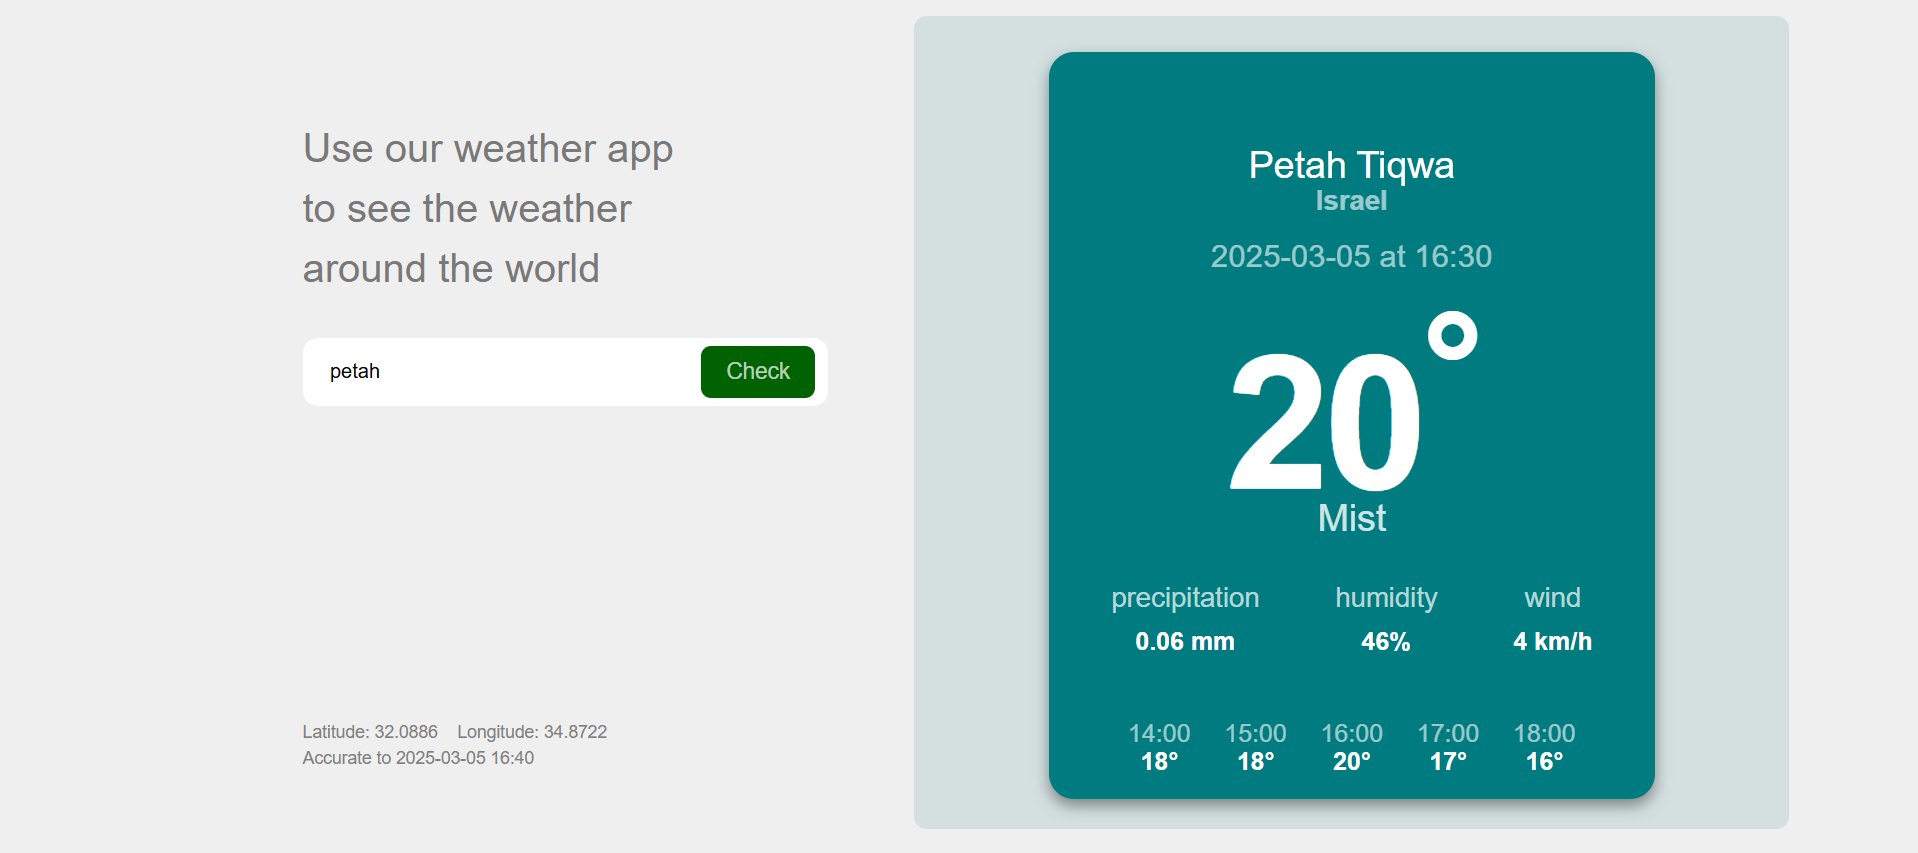 Use our weather app
to see the weather
around the world
petah
Check
Latitude: 32.0886 Longitude: 34.8722
Accurate to 2025-03-05 16:40
Petah Tiqwa
Israel
2025-03-05 at 16:30
20°
Mist
precipitation humidity wind
0.06 mm 46% 4 km/h
14:00 15:00 16:00 17:00 18:00
18° 18° 20° 17° 16°